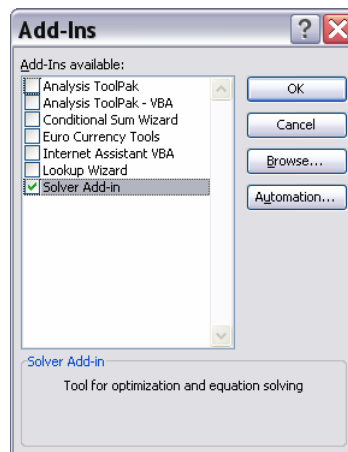 Add-Ins
?
Add-Ins available:
Analysis ToolPak
Analysis ToolPak - VBA
Conditional Sum Wizard
Euro Currency Tools
Internet Assistant VBA
Lookup Wizard
Solver Add-in
OK
Cancel
Browse...
Automation...
Solver Add-in
Tool for optimization and equation solving